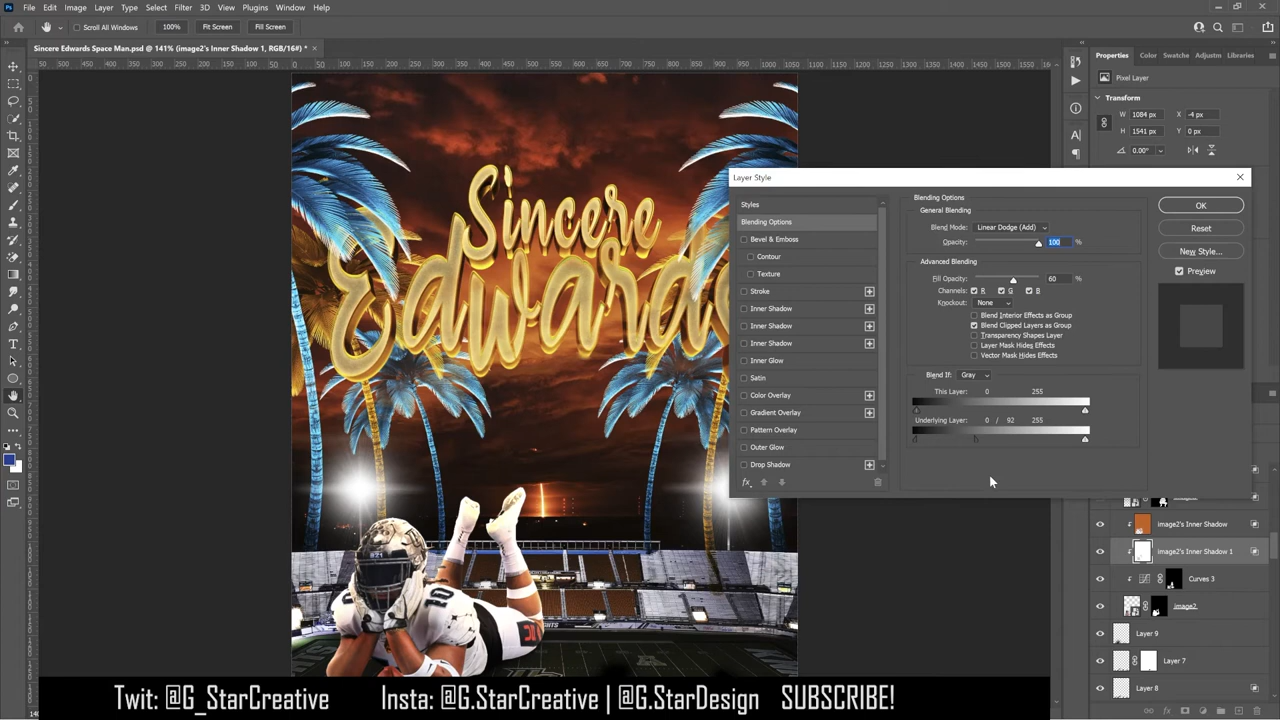 File Edit Image Layer Type Select Filter 3D View Plugins Window Help
Scroll All Windows 100% Fit Screen Fill Screen
Sincere Edwards Space Man.psd @ 141% (image2's Inner Shadow 1, RGB/16#) *
Properties Color Swatch Adjustn Libraries
Pixel Layer
Transform
W 1084 px X -4 px
H 1541 px Y 0 px
0.00°
Sincere
Edwards
Layer Style
Styles
Blending Options
Bevel & Emboss
Contour
Texture
Stroke
Inner Shadow
Inner Shadow
Inner Shadow
Inner Glow
Satin
Color Overlay
Gradient Overlay
Pattern Overlay
Outer Glow
Drop Shadow
fx
Blending Options
General Blending
Blend Mode: Linear Dodge (Add)
Opacity: 100 %
Advanced Blending
Fill Opacity: 60 %
Channels: R G B
Knockout: None
Blend Interior Effects as Group
Blend Clipped Layers as Group
Transparency Shapes Layer
Layer Mask Hides Effects
Vector Mask Hides Effects
Blend If: Gray
This Layer: 0 255
Underlying Layer: 0 / 92 255
OK
Reset
New Style...
Preview
image2's Inner Shadow
image2's Inner Shadow 1
Curves 3
image2
Layer 9
Layer 7
Layer 8
10
Twit: @G_StarCreative Insta: @G.StarCreative | @G.StarDesign SUBSCRIBE!